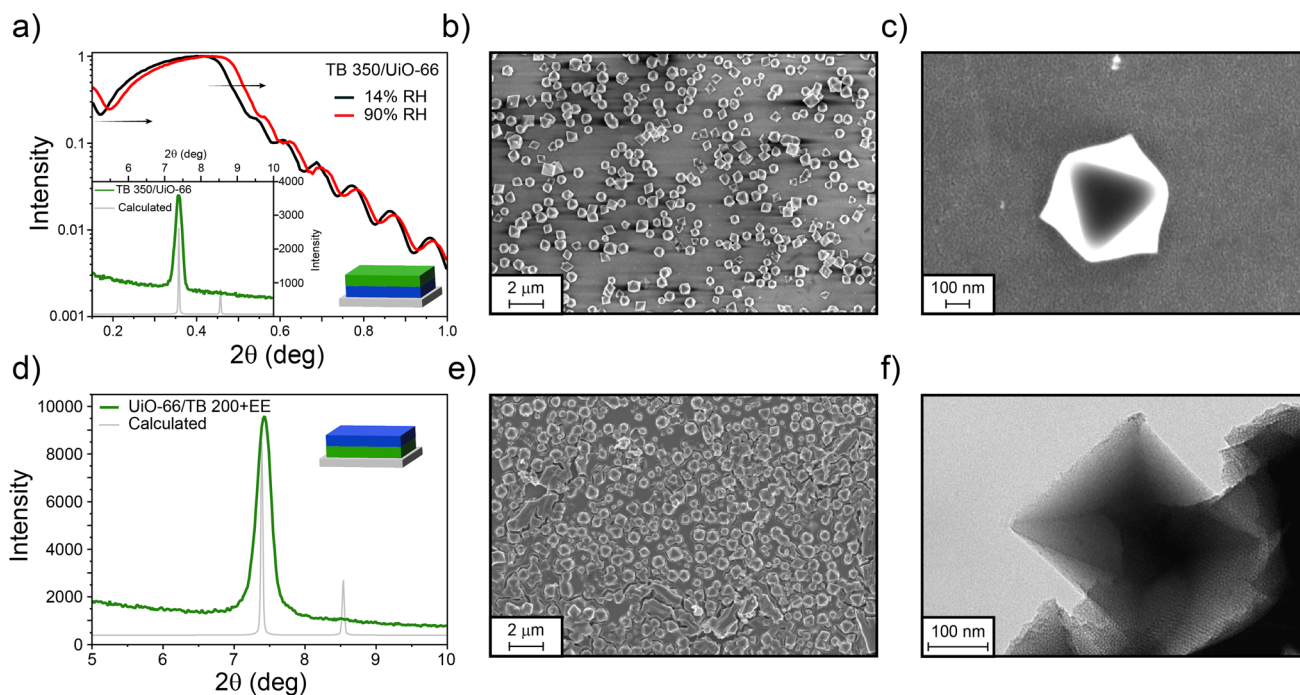 a)
TB 350/UiO-66
14% RH
90% RH
Intensity
1
0.1
0.01
0.001
2θ (deg)
6 7 8 9 10
TB 350/UiO-66
Calculated
4000
3000
2000
1000
Intensity
0.2 0.4 0.6 0.8 1.0
2θ (deg)
b)
2 µm
c)
100 nm
d)
UiO-66/TB 200+EE
Calculated
Intensity
10000
8000
6000
4000
2000
0
5 6 7 8 9 10
2θ (deg)
e)
2 µm
f)
100 nm